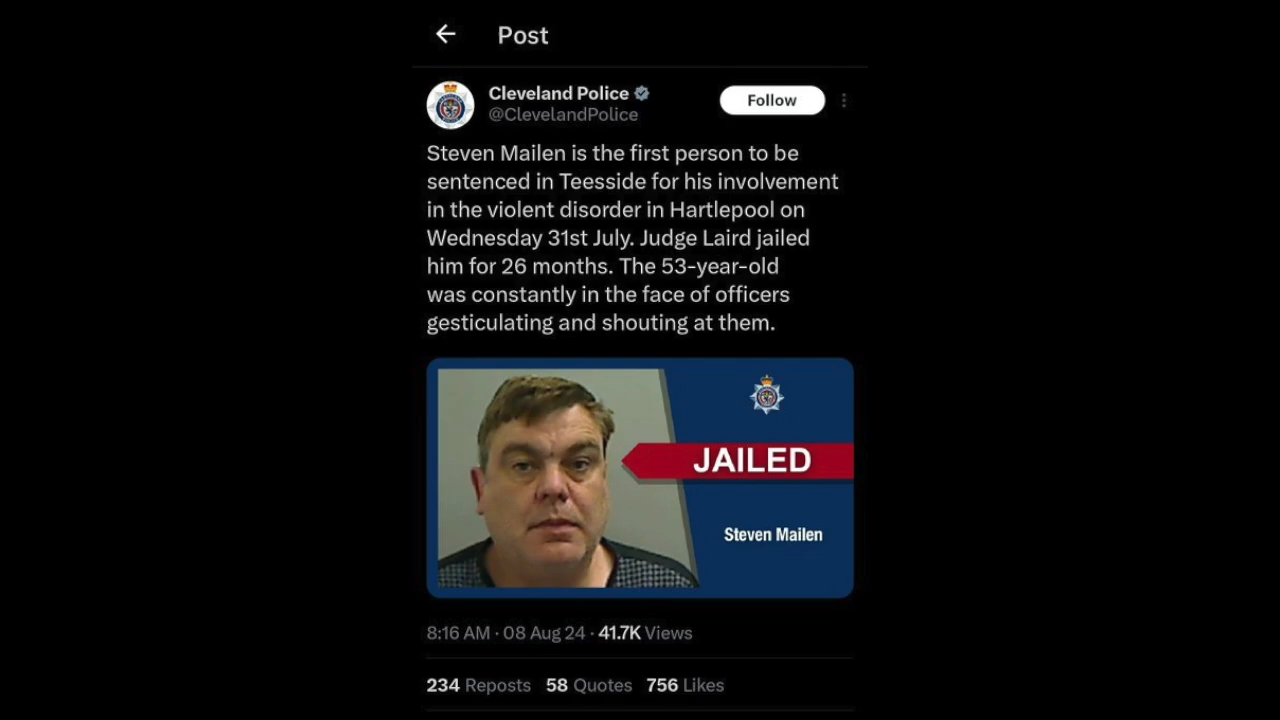 Post
Cleveland Police
Follow
@ClevelandPolice
Steven Mailen is the first person to be
sentenced in Teesside for his involvement
in the violent disorder in Hartlepool on
Wednesday 31st July. Judge Laird jailed
him for 26 months. The 53-year-old
was constantly in the face of officers
gesticulating and shouting at them.
JAILED
Steven Mailen
8:16 AM · 08 Aug 24 · 41.7K Views
234 Reposts 58 Quotes 756 Likes